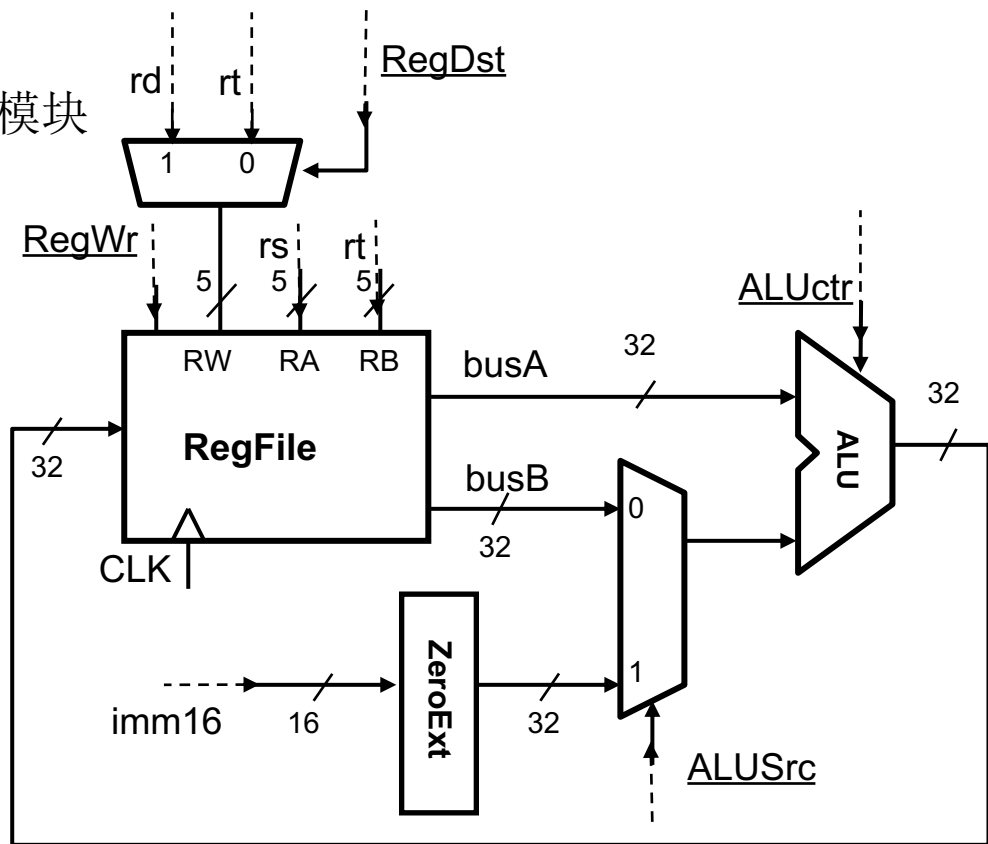 RegDst
rd rt
模块
1 0
RegWr
rs rt
5 5 5
ALUctr
RW RA RB
busA
32
32
32
RegFile
ALU
busB
0
32
CLK
ZeroExt
1
imm16
16
32
ALUSrc